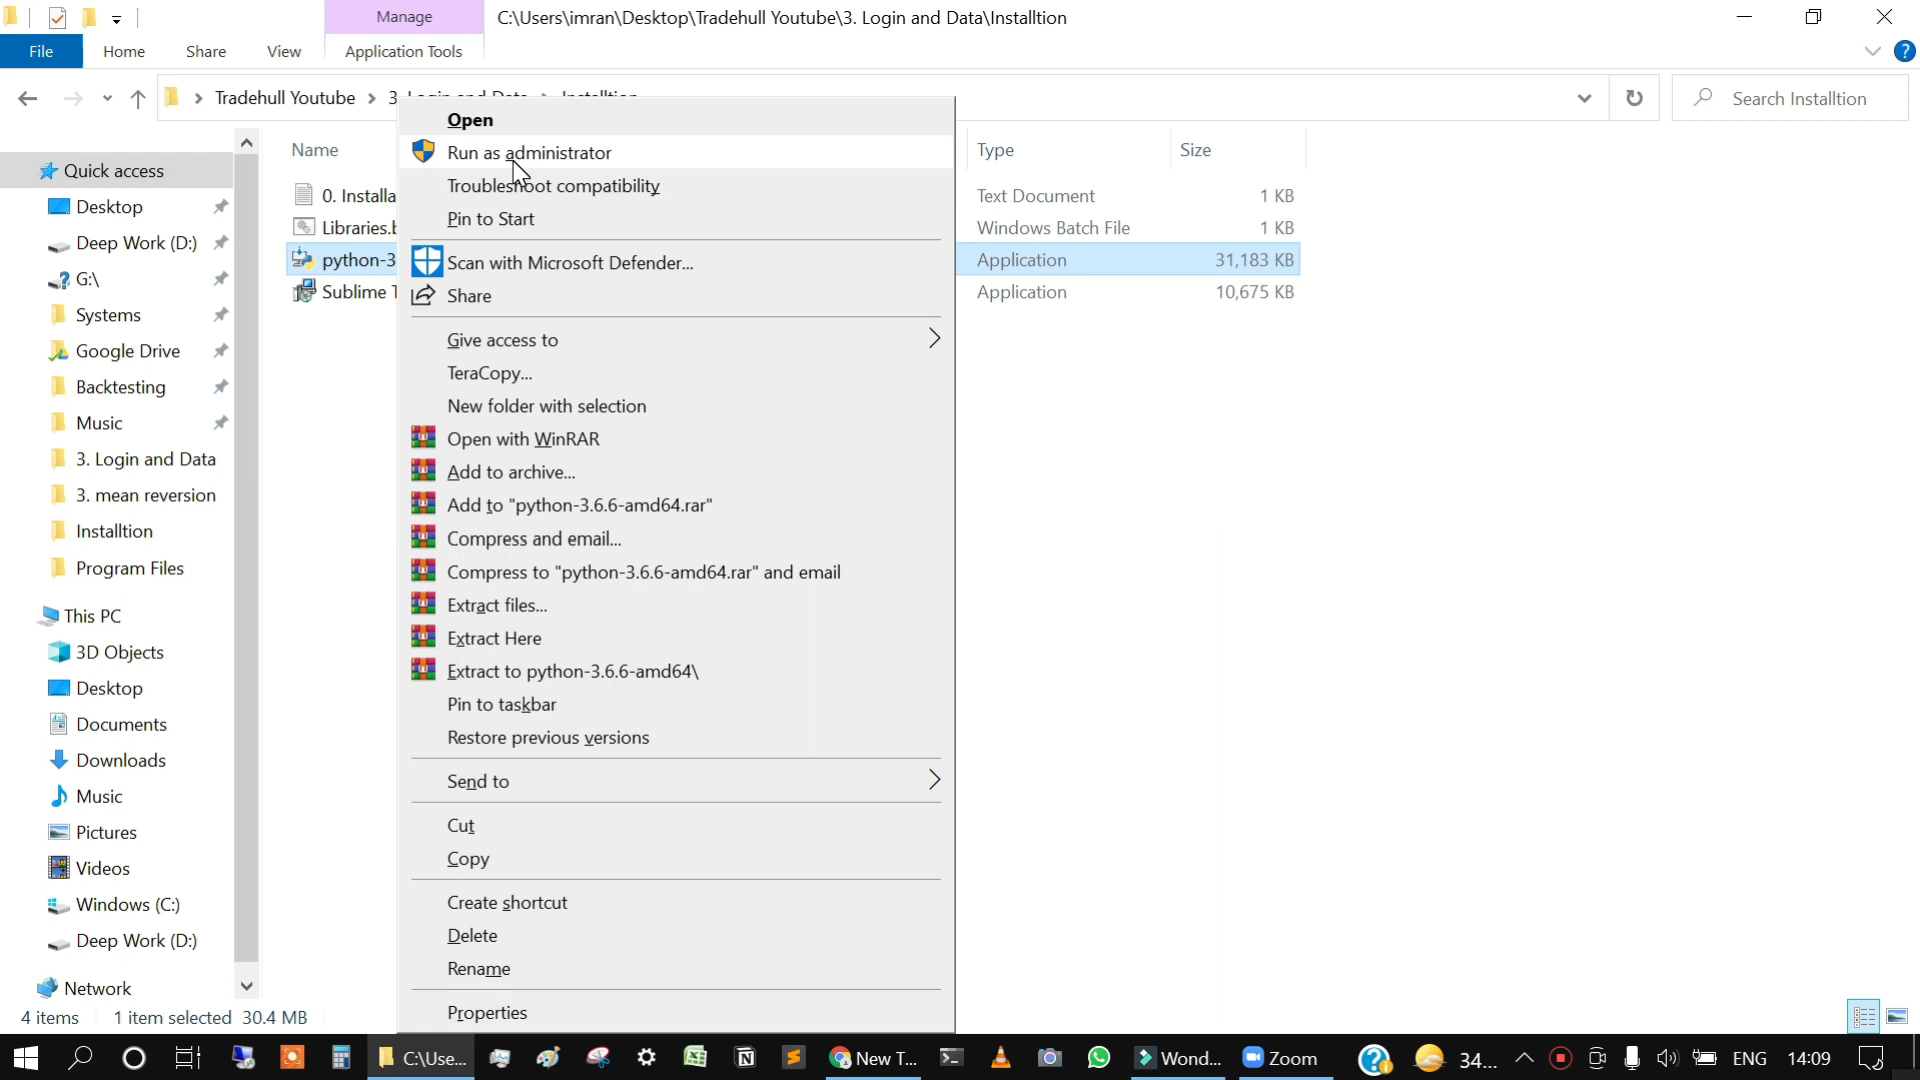 Manage
C:\Users\imran\Desktop\Tradehull Youtube\3. Login and Data\Installtion
File
Home
Share
View
Application Tools
Tradehull Youtube
3. Login and Data
Installtion
Search Installtion
Name
Type
Size
0. Installa
Text Document
1 KB
Libraries.b
Windows Batch File
1 KB
python-3
Application
31,183 KB
Sublime T
Application
10,675 KB
Quick access
Desktop
Deep Work (D:)
G:\
Systems
Google Drive
Backtesting
Music
3. Login and Data
3. mean reversion
Installtion
Program Files
This PC
3D Objects
Desktop
Documents
Downloads
Music
Pictures
Videos
Windows (C:)
Deep Work (D:)
Network
Open
Run as administrator
Troubleshoot compatibility
Pin to Start
Scan with Microsoft Defender...
Share
Give access to
TeraCopy...
New folder with selection
Open with WinRAR
Add to archive...
Add to "python-3.6.6-amd64.rar"
Compress and email...
Compress to "python-3.6.6-amd64.rar" and email
Extract files...
Extract Here
Extract to python-3.6.6-amd64\
Pin to taskbar
Restore previous versions
Send to
Cut
Copy
Create shortcut
Delete
Rename
Properties
4 items
1 item selected 30.4 MB
C:\Use...
New T...
Wond...
Zoom
34...
ENG
14:09